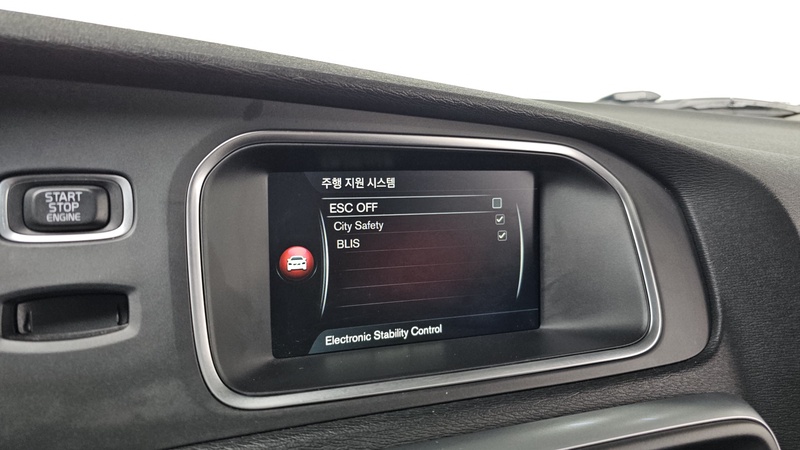 START
STOP
ENGINE
주행 지원 시스템
ESC OFF
City Safety
BLIS
Electronic Stability Control